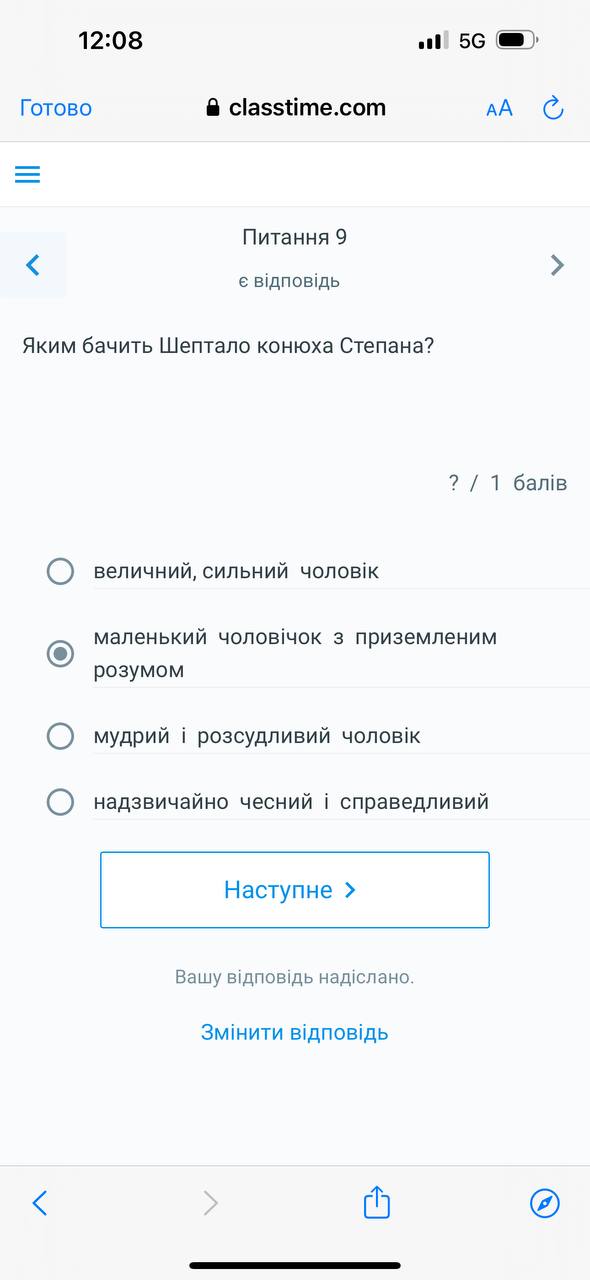 12:08
5G
Готово
classtime.com
AA
Питання 9
є відповідь
Яким бачить Шептало конюха Степана?
? / 1 балів
величний, сильний чоловік
маленький чоловічок з приземленим
розумом
мудрий і розсудливий чоловік
надзвичайно чесний і справедливий
Наступне
Вашу відповідь надіслано.
Змінити відповідь